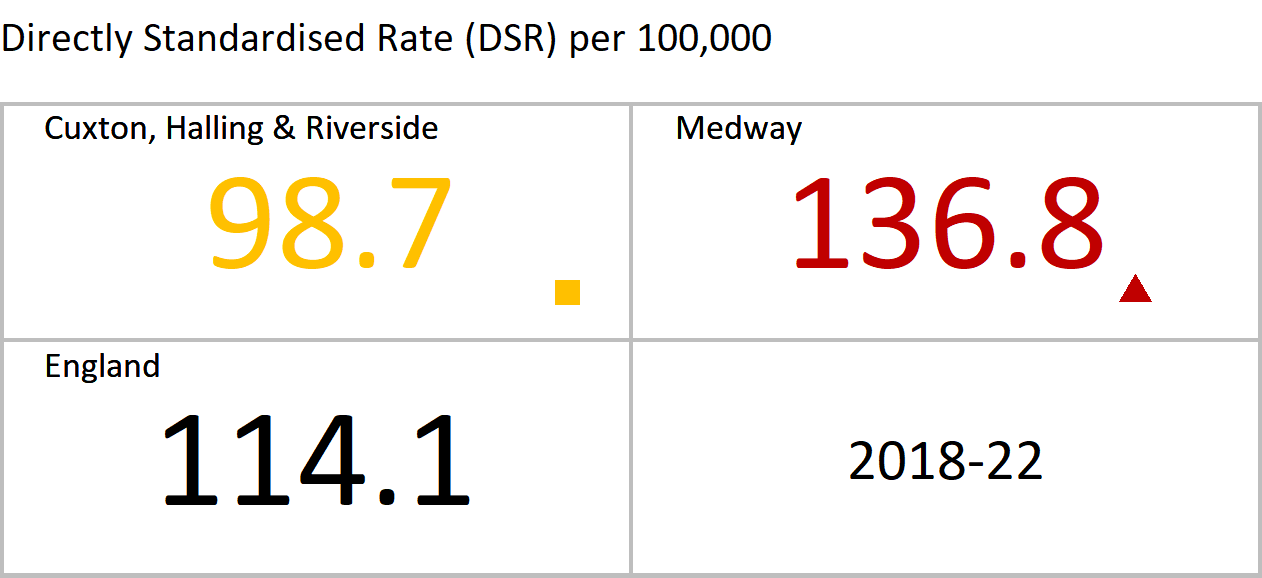 Directly Standardised Rate (DSR) per 100,000
Cuxton, Halling & Riverside
98.7
Medway
136.8
England
114.1
2018-22